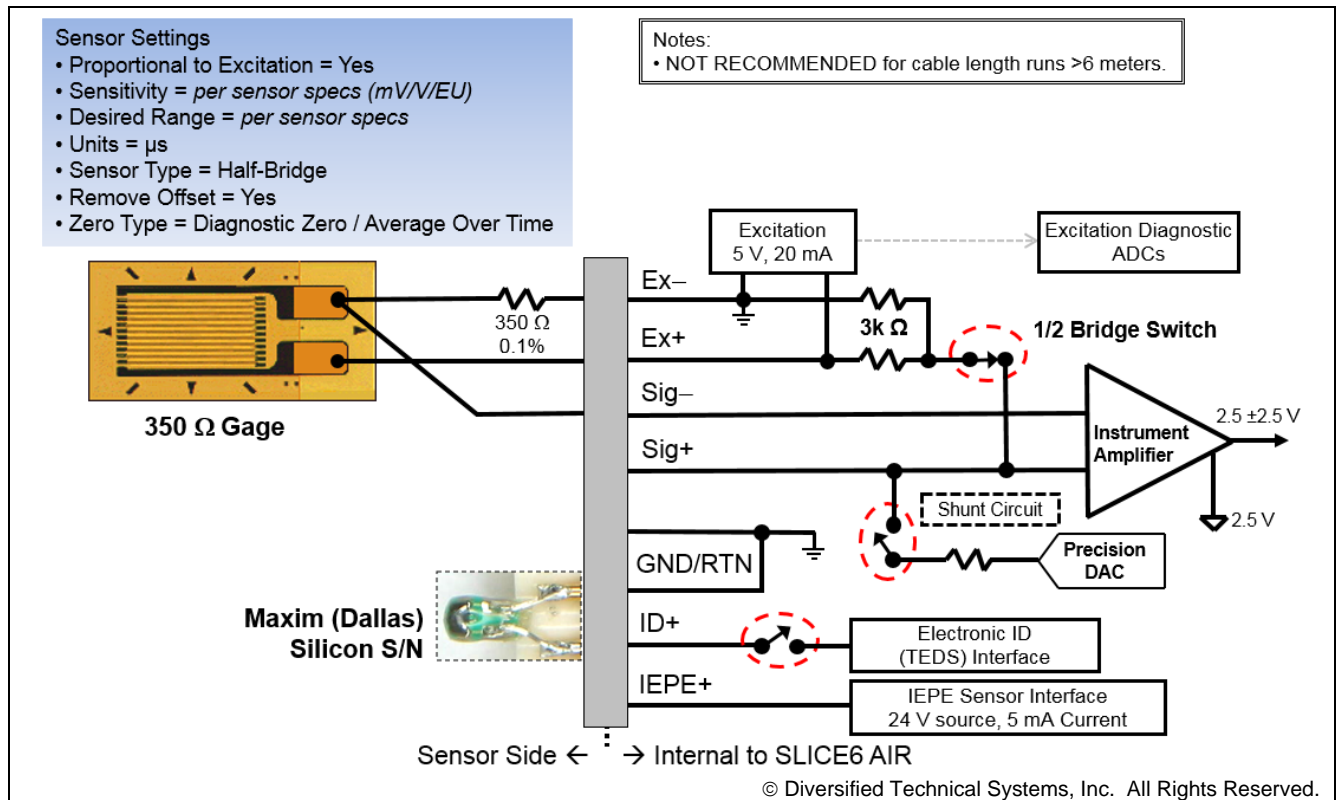 Sensor Settings
• Proportional to Excitation = Yes
• Sensitivity = per sensor specs (mV/V/EU)
• Desired Range = per sensor specs
• Units = µs
• Sensor Type = Half-Bridge
• Remove Offset = Yes
• Zero Type = Diagnostic Zero / Average Over Time
Notes:
• NOT RECOMMENDED for cable length runs >6 meters.
Excitation
5 V, 20 mA
Excitation Diagnostic
ADCs
350 Ω
0.1%
350 Ω Gage
Ex–
Ex+
3k Ω
1/2 Bridge Switch
Sig–
Sig+
Instrument
Amplifier
2.5 ±2.5 V
2.5 V
Shunt Circuit
Precision
DAC
GND/RTN
Maxim (Dallas)
Silicon S/N
ID+
Electronic ID
(TEDS) Interface
IEPE+
IEPE Sensor Interface
24 V source, 5 mA Current
Sensor Side ← → Internal to SLICE6 AIR
© Diversified Technical Systems, Inc. All Rights Reserved.